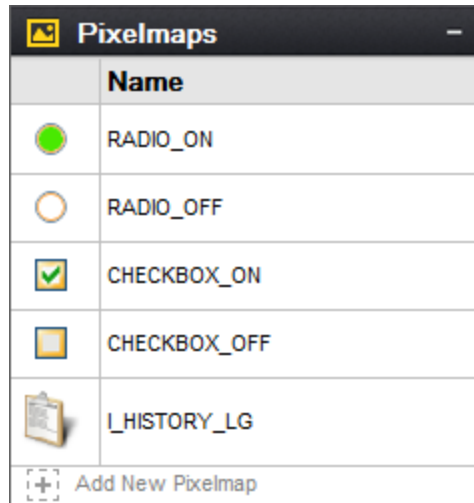 Pixelmaps
Name
RADIO_ON
RADIO_OFF
CHECKBOX_ON
CHECKBOX_OFF
I_HISTORY_LG
Add New Pixelmap